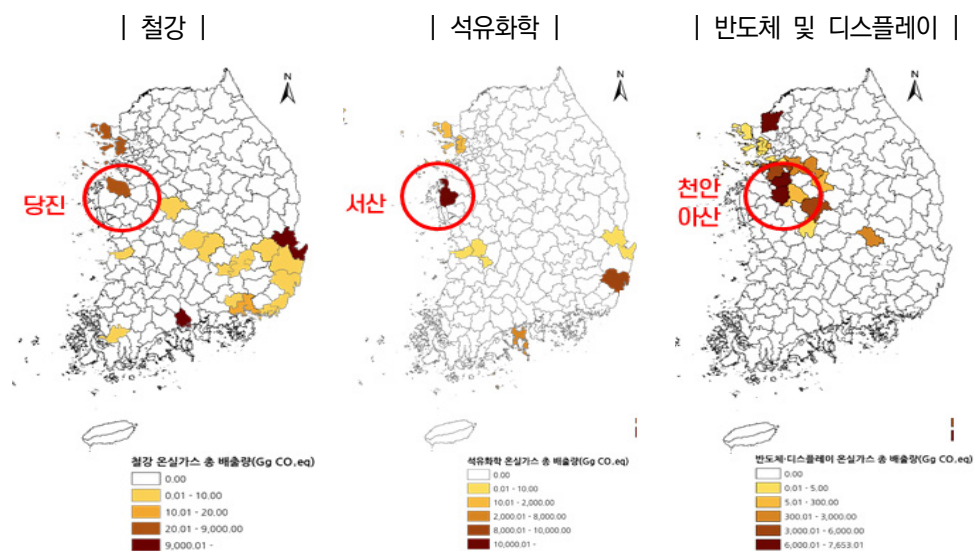 | 철강 |
| 석유화학 |
| 반도체 및 디스플레이 |
N
N
N
당진
서산
천안
아산
철강 온실가스 총 배출량(Gg CO₂eq)
0.00
0.01 - 10.00
10.01 - 20.00
20.01 - 9,000.00
9,000.01 -
석유화학 온실가스 총 배출량(Gg CO₂eq)
0.00
0.01 - 10.00
10.01 - 2,000.00
2,000.01 - 8,000.00
8,000.01 - 10,000.00
10,000.01 -
반도체·디스플레이 온실가스 총 배출량(Gg CO₂eq)
0.00
0.01 - 5.00
5.01 - 300.00
300.01 - 3,000.00
3,000.01 - 6,000.00
6,000.01 - 7,653.01